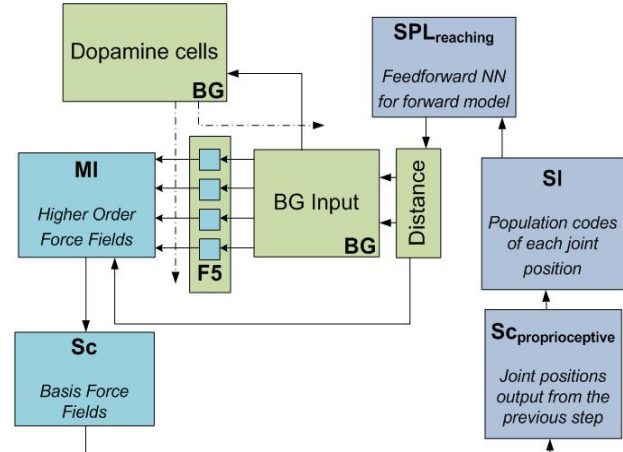 Dopamine cells
BG
SPLreaching
Feedforward NN
for forward model
MI
Higher Order
Force Fields
F5
BG Input
BG
Distance
SI
Population codes
of each joint
position
Sc
Basis Force
Fields
Scproprioceptive
Joint positions
output from the
previous step